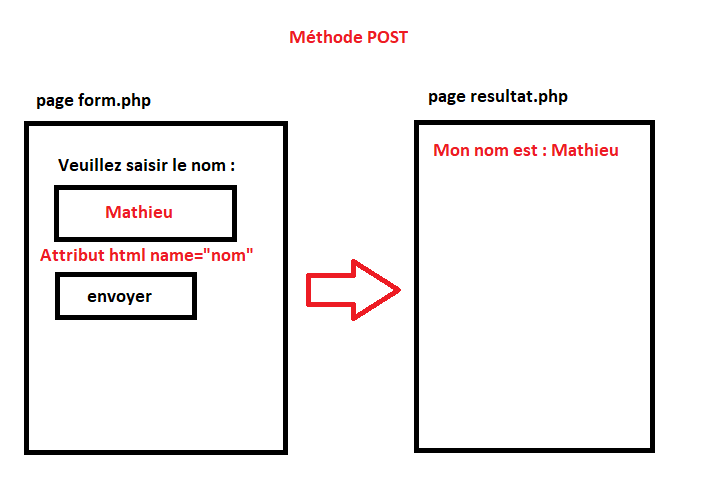 Méthode POST
page form.php
Veuillez saisir le nom :
Mathieu
Attribut html name="nom"
envoyer
page resultat.php
Mon nom est : Mathieu